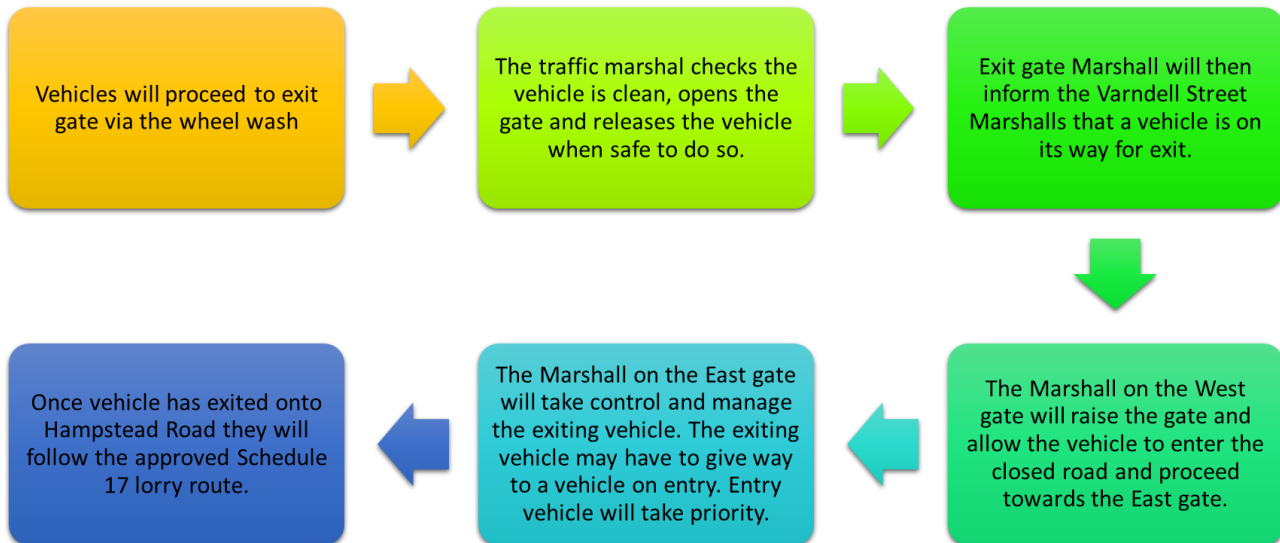 Vehicles will proceed to exit
gate via the wheel wash
The traffic marshal checks the
vehicle is clean, opens the
gate and releases the vehicle
when safe to do so.
Exit gate Marshall will then
inform the Varndell Street
Marshalls that a vehicle is on
its way for exit.
The Marshall on the West
gate will raise the gate and
allow the vehicle to enter the
closed road and proceed
towards the East gate.
The Marshall on the East gate
will take control and manage
the exiting vehicle. The exiting
vehicle may have to give way
to a vehicle on entry. Entry
vehicle will take priority.
Once vehicle has exited onto
Hampstead Road they will
follow the approved Schedule
17 lorry route.